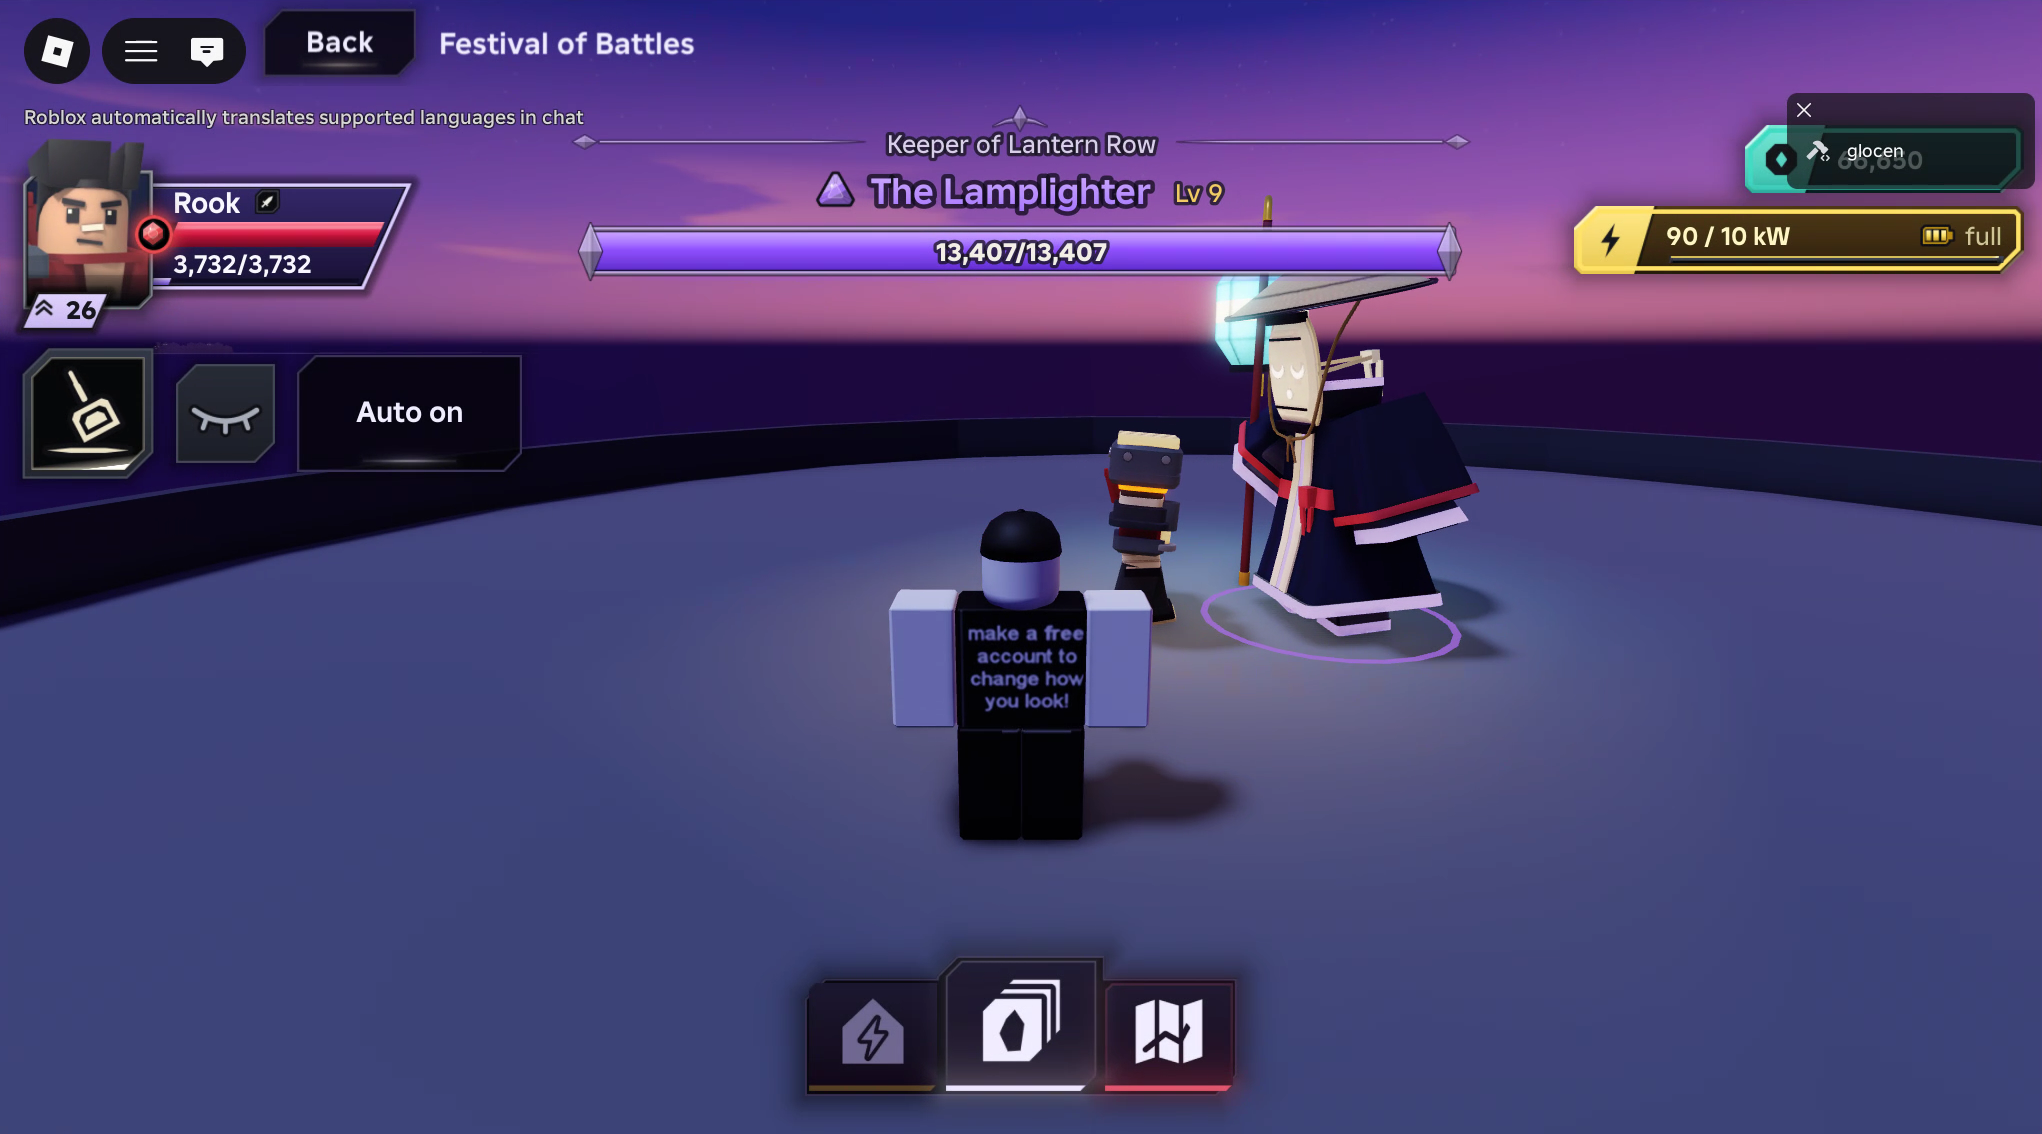 Back
Festival of Battles
Roblox automatically translates supported languages in chat
Keeper of Lantern Row
The Lamplighter Lv 9
13,407/13,407
Rook
3,732/3,732
26
Auto on
glocen
66,650
90 / 10 kW
full
make a free
account to
change how
you look!